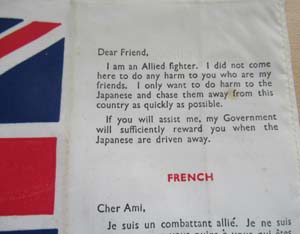 Dear Friend,
I am an Allied fighter. I did not come
here to do any harm to you who are my
friends. I only want to do harm to the
Japanese and chase them away from this
country as quickly as possible.
If you will assist me, my Government
will sufficiently reward you when the
Japanese are driven away.
FRENCH
Cher Ami,
Je suis un combattant allié. Je ne suis